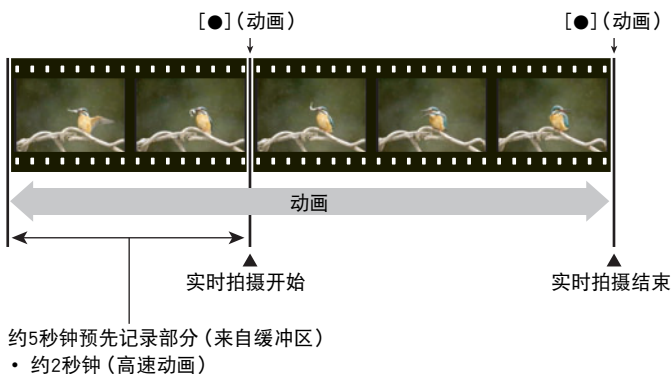 [●](动画)
[●](动画)
动画
实时拍摄开始
实时拍摄结束
约5秒钟预先记录部分(来自缓冲区)
• 约2秒钟(高速动画)